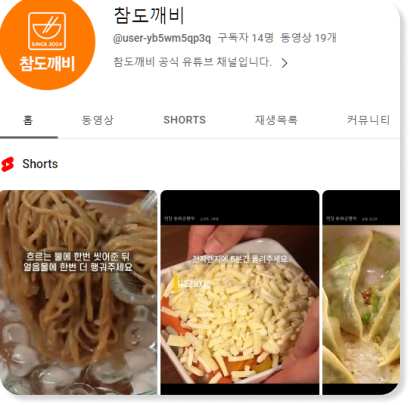 참도깨비
SINCE 2004
참도깨비
@user-yb5wm5qp3q 구독자 14명 동영상 19개
참도깨비 공식 유튜브 채널입니다.
홈 동영상 SHORTS 재생목록 커뮤니티
Shorts
흐르는 물에 한번 씻어준 뒤
얼음물에 한번 더 헹궈주세요
전자렌지에 5분간 돌려주세요